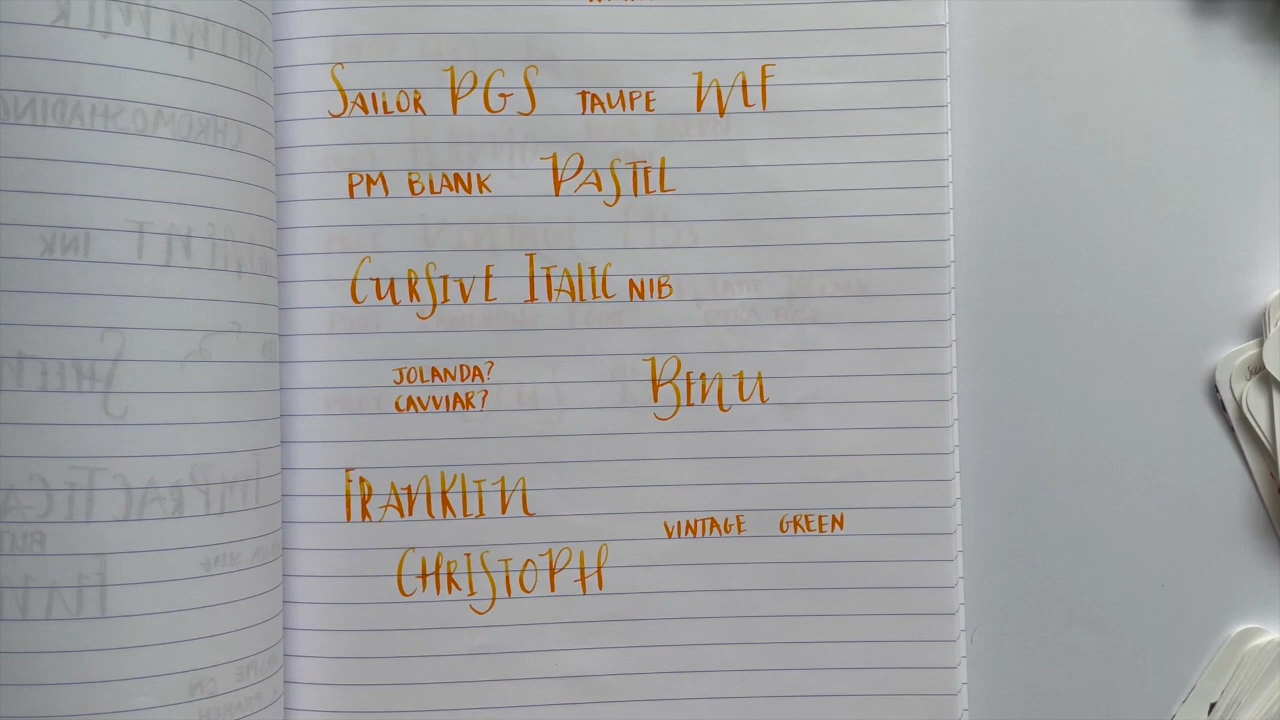 SAILOR PGS TAUPE MF
PM BLANK PASTEL
CURSIVE ITALIC NIB
JOLANDA?
CAVVIAR?
BENU
FRANKLIN
CHRISTOPH
VINTAGE GREEN